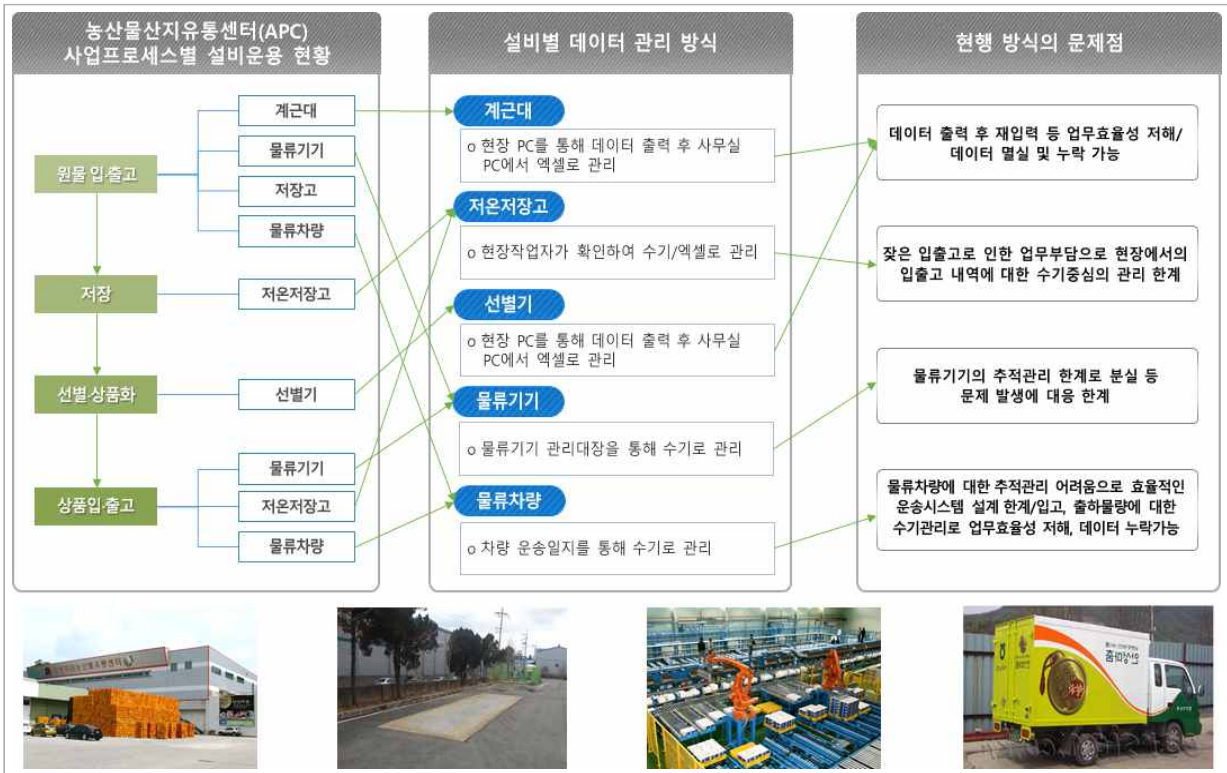 농산물산지유통센터(APC)
사업프로세스별 설비운용 현황
원물 입·출고
저장
선별·상품화
상품입·출고
계근대
물류기기
저장고
물류차량
저온저장고
선별기
물류기기
저온저장고
물류차량
설비별 데이터 관리 방식
계근대
o 현장 PC를 통해 데이터 출력 후 사무실
PC에서 엑셀로 관리
저온저장고
o 현장작업자가 확인하여 수기/엑셀로 관리
선별기
o 현장 PC를 통해 데이터 출력 후 사무실
PC에서 엑셀로 관리
물류기기
o 물류기기 관리대장을 통해 수기로 관리
물류차량
o 차량 운송일지를 통해 수기로 관리
현행 방식의 문제점
데이터 출력 후 재입력 등 업무효율성 저해/
데이터 멸실 및 누락 가능
잦은 입출고로 인한 업무부담으로 현장에서의
입출고 내역에 대한 수기중심의 관리 한계
물류기기의 추적관리 한계로 분실 등
문제 발생에 대응 한계
물류차량에 대한 추적관리 어려움으로 효율적인
운송시스템 설계 한계/입고, 출하물량에 대한
수기관리로 업무효율성 저해, 데이터 누락가능